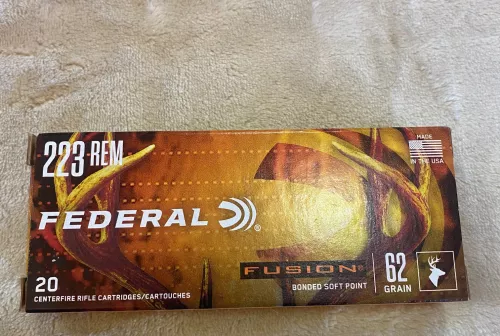 223 REM
MADE
IN THE USA
FEDERAL
FUSION
62
GRAIN
BONDED SOFT POINT
20
CENTERFIRE RIFLE CARTRIDGES/CARTOUCHES